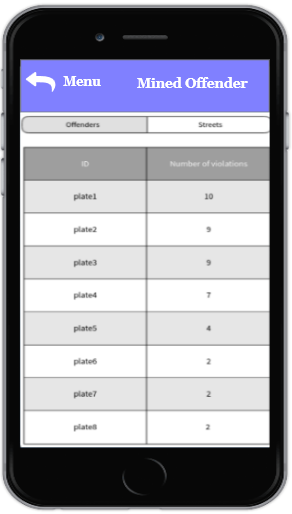 Menu Mined Offender
Offenders Streets
ID Number of violations
plate1 10
plate2 9
plate3 9
plate4 7
plate5 4
plate6 2
plate7 2
plate8 2